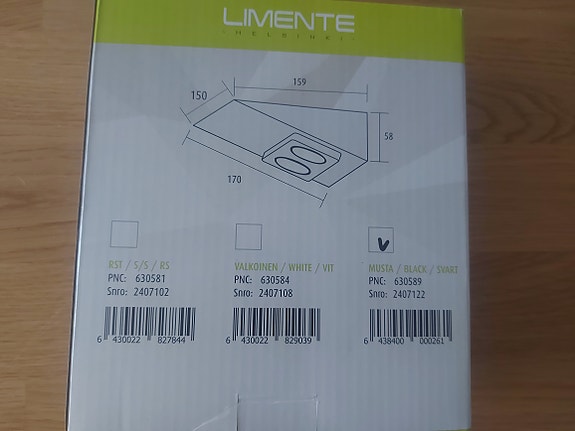 LIMENTE
- HELSINKI -
159
150
58
170
RST / S/S / RS
PNC: 630581
Snro: 2407102
6 430022 827844
VALKOINEN / WHITE / VIT
PNC: 630584
Snro: 2407108
6 430022 829039
MUSTA / BLACK / SVART
PNC: 630589
Snro: 2407122
6 438400 000261